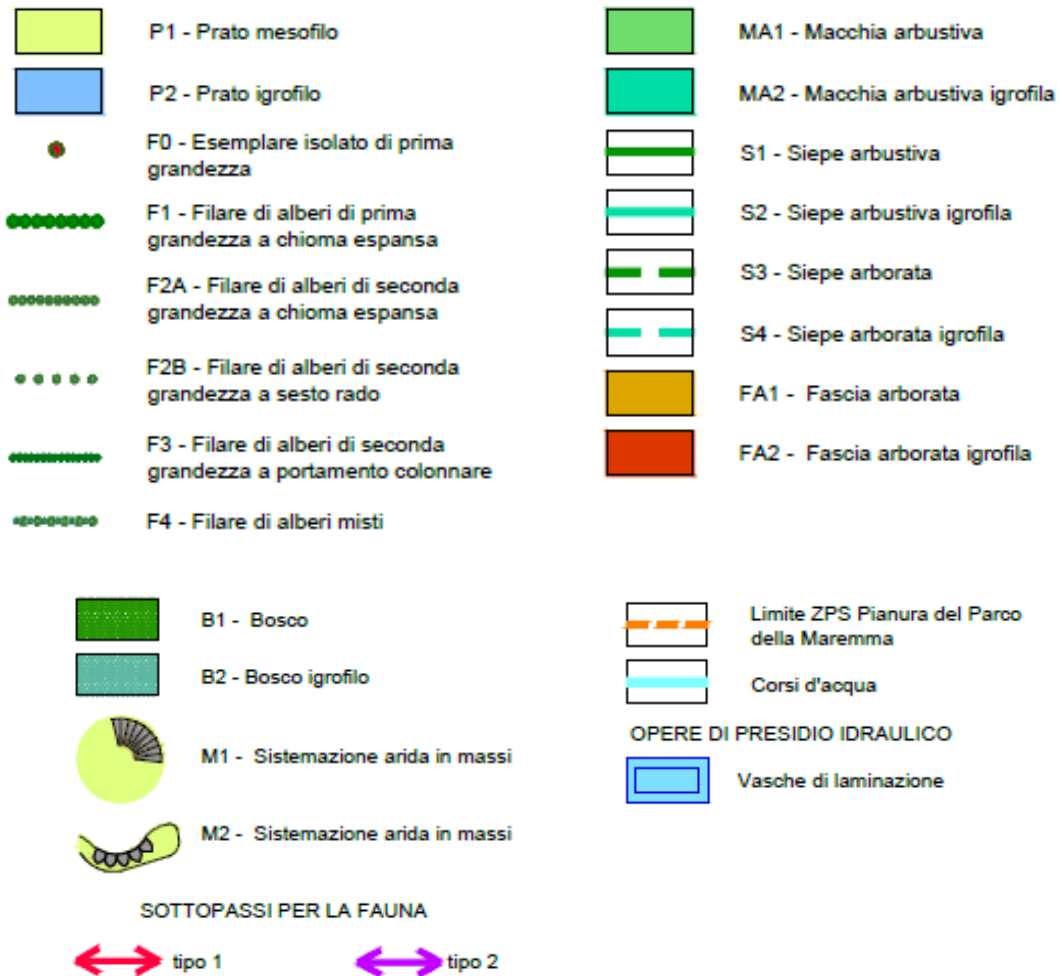 P1 - Prato mesofilo
P2 - Prato igrofilo
F0 - Esemplare isolato di prima
grandezza
F1 - Filare di alberi di prima
grandezza a chioma espansa
F2A - Filare di alberi di seconda
grandezza a chioma espansa
F2B - Filare di alberi di seconda
grandezza a sesto rado
F3 - Filare di alberi di seconda
grandezza a portamento colonnare
F4 - Filare di alberi misti
MA1 - Macchia arbustiva
MA2 - Macchia arbustiva igrofila
S1 - Siepe arbustiva
S2 - Siepe arbustiva igrofila
S3 - Siepe arborata
S4 - Siepe arborata igrofila
FA1 - Fascia arborata
FA2 - Fascia arborata igrofila
B1 - Bosco
B2 - Bosco igrofilo
M1 - Sistemazione arida in massi
M2 - Sistemazione arida in massi
Limite ZPS Pianura del Parco
della Maremma
Corsi d'acqua
OPERE DI PRESIDIO IDRAULICO
Vasche di laminazione
SOTTOPASSI PER LA FAUNA
tipo 1
tipo 2